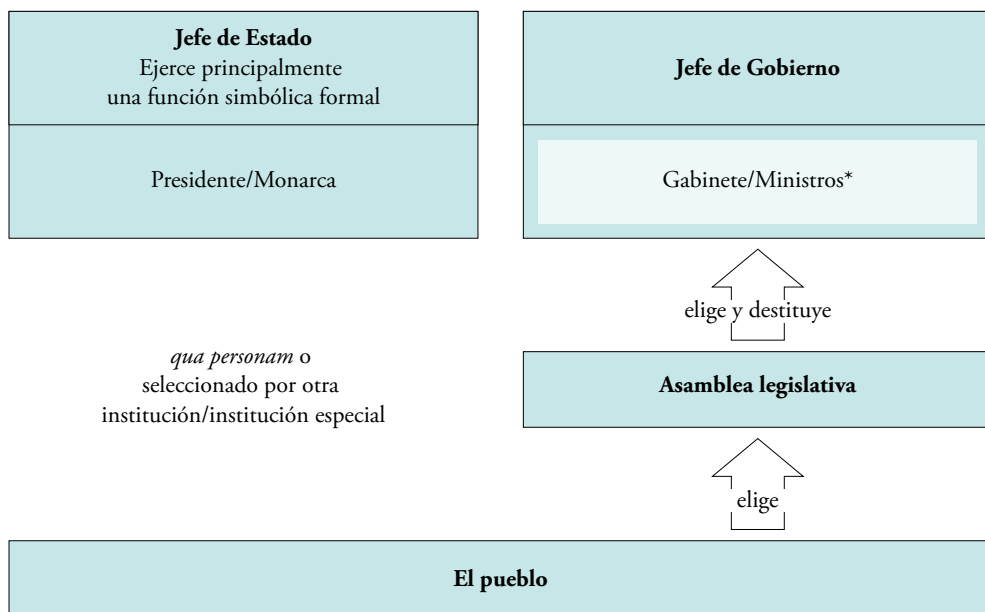 Jefe de Estado
Ejerce principalmente
una función simbólica formal
Presidente/Monarca
Jefe de Gobierno
Gabinete/Ministros*
elige y destituye
qua personam o
seleccionado por otra
institución/institución especial
Asamblea legislativa
elige
El pueblo